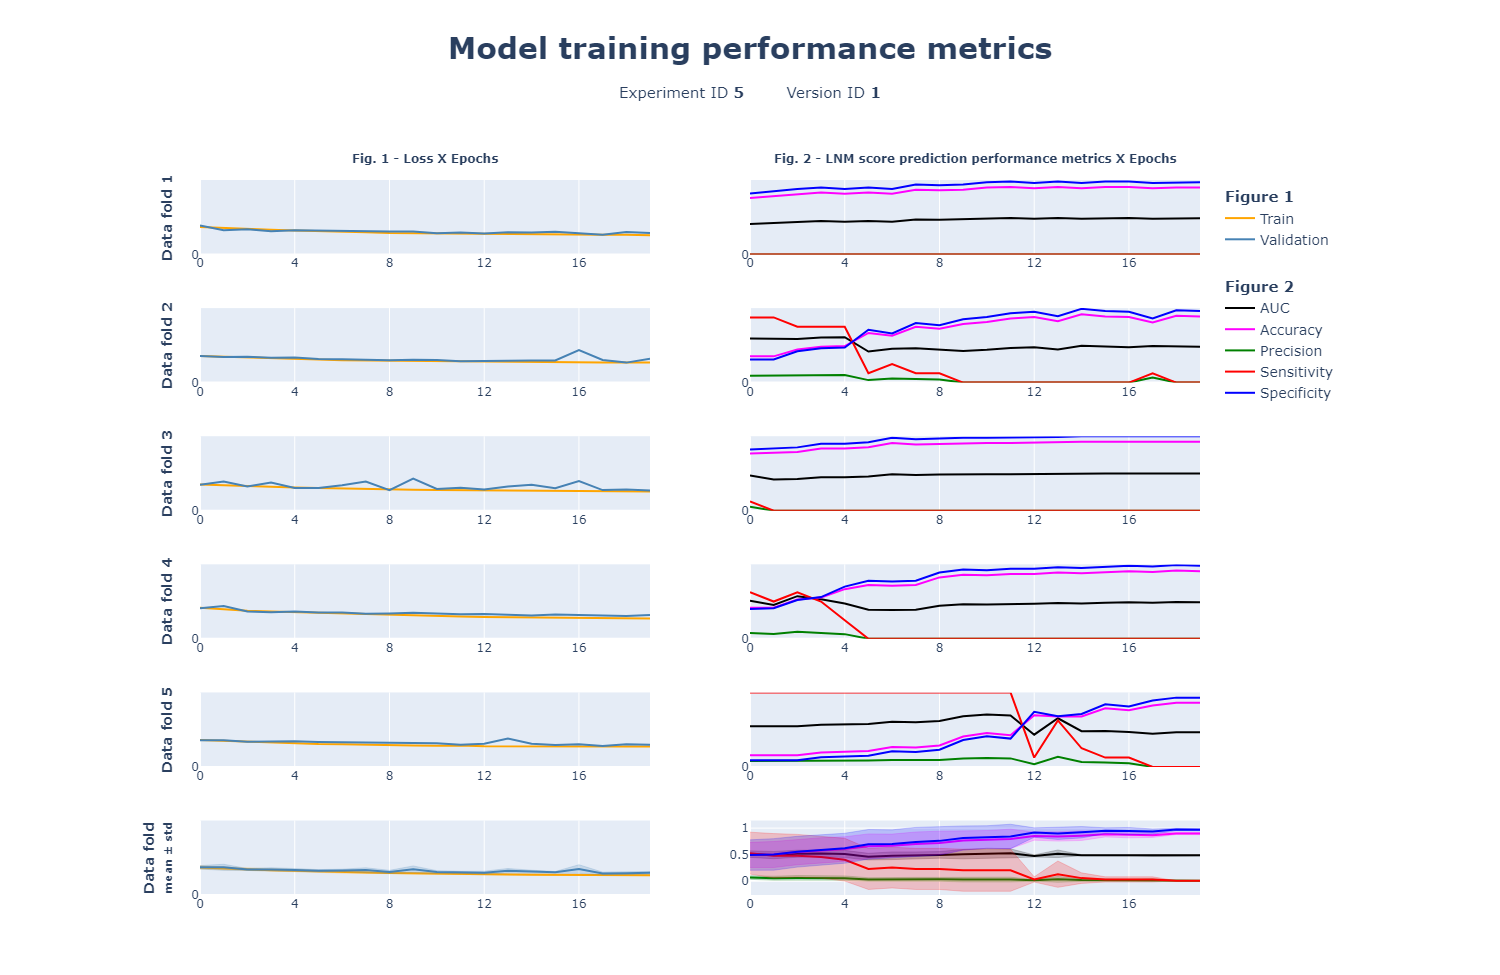 Model training performance metrics
Experiment ID 5 Version ID 1
Fig. 1 - Loss X Epochs
Fig. 2 - LNM score prediction performance metrics X Epochs
Data fold 1
0
0 4 8 12 16
0
0 4 8 12 16
Figure 1
Train
Validation
Figure 2
AUC
Accuracy
Precision
Sensitivity
Specificity
Data fold 2
0
0 4 8 12 16
0
0 4 8 12 16
Data fold 3
0
0 4 8 12 16
0
0 4 8 12 16
Data fold 4
0
0 4 8 12 16
0
0 4 8 12 16
Data fold 5
0
0 4 8 12 16
0
0 4 8 12 16
Data fold
mean ± std
0
0 4 8 12 16
1
0.5
0
0 4 8 12 16